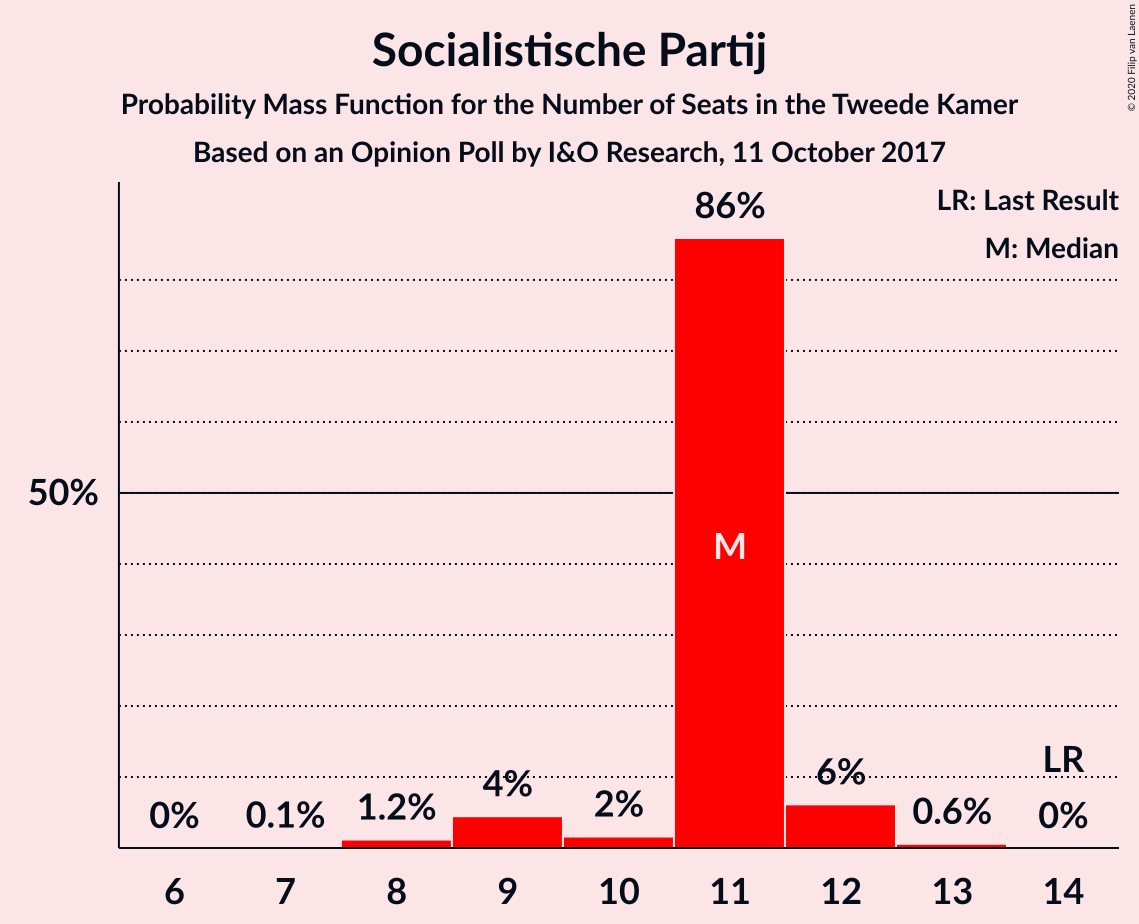 Socialistische Partij
Probability Mass Function for the Number of Seats in the Tweede Kamer
Based on an Opinion Poll by I&O Research, 11 October 2017
© 2020 Filip van Laenen
LR: Last Result
M: Median
86%
50%
M
LR
0%
0.1%
1.2%
4%
2%
6%
0.6%
0%
6 7 8 9 10 11 12 13 14